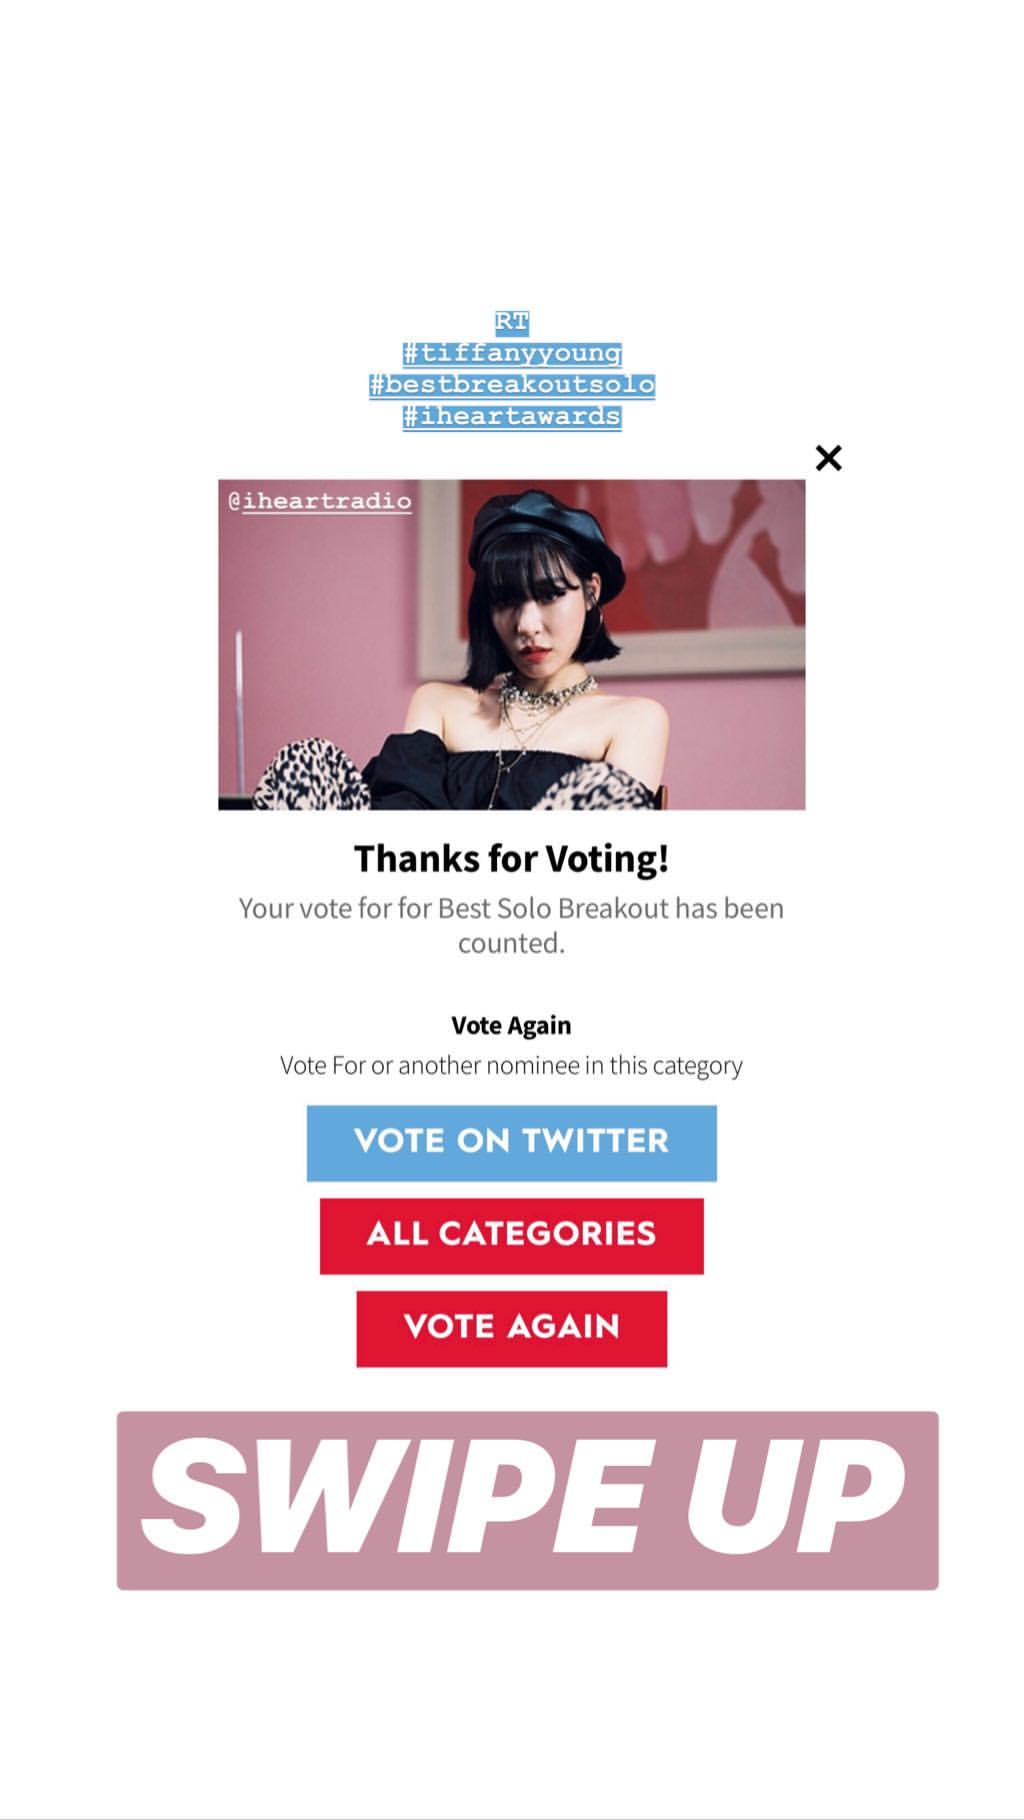 RT
#tiffanyyoung
#bestbreakoutsolo
#iheartawards
@iheartradio
Thanks for Voting!
Your vote for for Best Solo Breakout has been
counted.
Vote Again
Vote For or another nominee in this category
VOTE ON TWITTER
ALL CATEGORIES
VOTE AGAIN
SWIPE UP